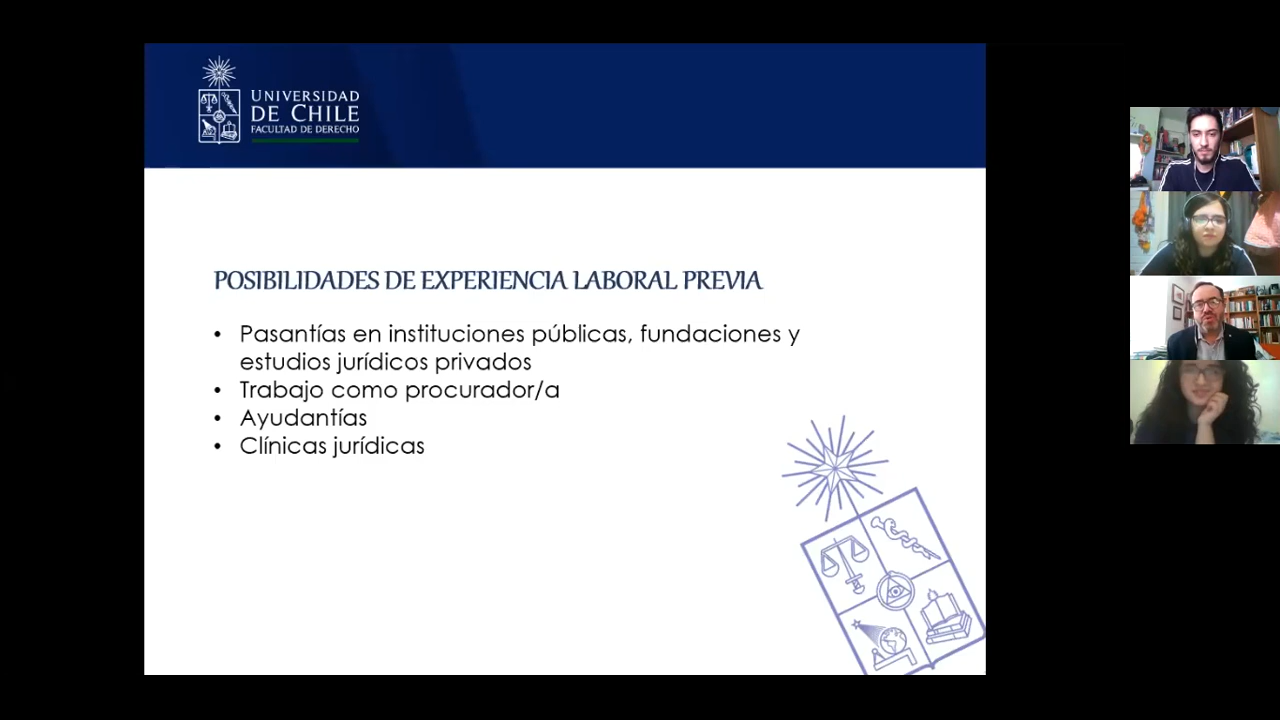 UNIVERSIDAD
DE CHILE
FACULTAD DE DERECHO
POSIBILIDADES DE EXPERIENCIA LABORAL PREVIA
• Pasantías en instituciones públicas, fundaciones y
estudios jurídicos privados
• Trabajo como procurador/a
• Ayudantías
• Clínicas jurídicas